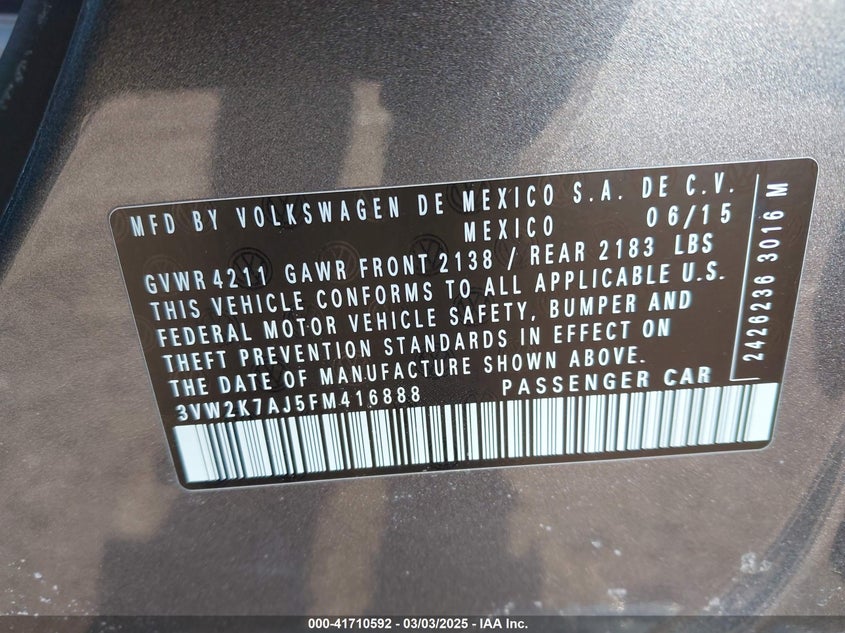 MFD BY VOLKSWAGEN DE MEXICO S.A. DE C.V.
MEXICO 06/15
GVWR 4211 GAWR FRONT 2138 / REAR 2183 LBS
THIS VEHICLE CONFORMS TO ALL APPLICABLE U.S.
FEDERAL MOTOR VEHICLE SAFETY, BUMPER AND
THEFT PREVENTION STANDARDS IN EFFECT ON
THE DATE OF MANUFACTURE SHOWN ABOVE.
3VW2K7AJ5FM416888 PASSENGER CAR
2426236 3016 M
000-41710592 - 03/03/2025 - IAA Inc.